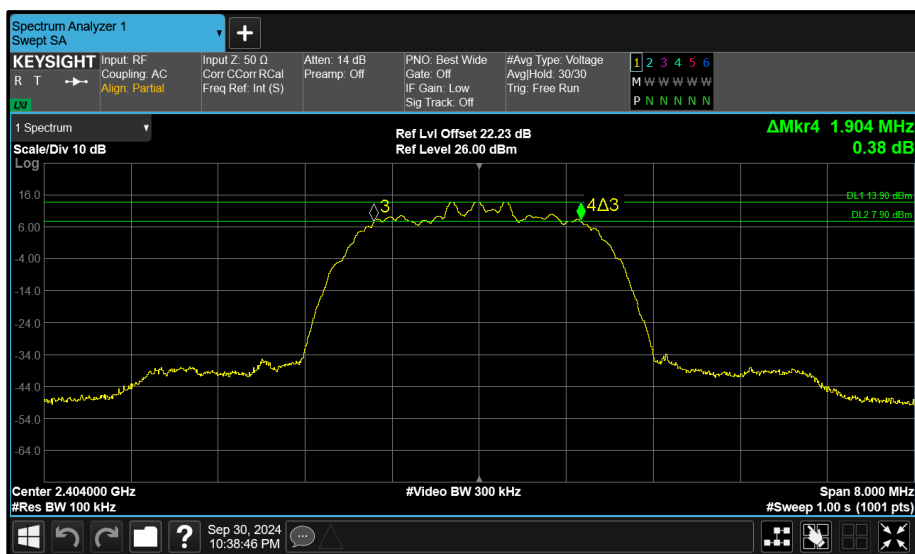 Spectrum Analyzer 1
Swept SA
KEYSIGHT
R T
LXI
Input: RF
Coupling: AC
Align: Partial
Input Z: 50 Ω
Corr CCorr RCal
Freq Ref: Int (S)
Atten: 14 dB
Preamp: Off
PNO: Best Wide
Gate: Off
IF Gain: Low
Sig Track: Off
#Avg Type: Voltage
Avg|Hold: 30/30
Trig: Free Run
1 2 3 4 5 6
M W W W W W
P N N N N N
1 Spectrum
Scale/Div 10 dB
Log
Ref Lvl Offset 22.23 dB
Ref Level 26.00 dBm
ΔMkr4 1.904 MHz
0.38 dB
16.0
6.00
-4.00
-14.0
-24.0
-34.0
-44.0
-54.0
-64.0
3
4Δ3
DL1 13.90 dBm
DL2 7.90 dBm
Center 2.404000 GHz
#Res BW 100 kHz
#Video BW 300 kHz
Span 8.000 MHz
#Sweep 1.00 s (1001 pts)
?
Sep 30, 2024
10:38:46 PM